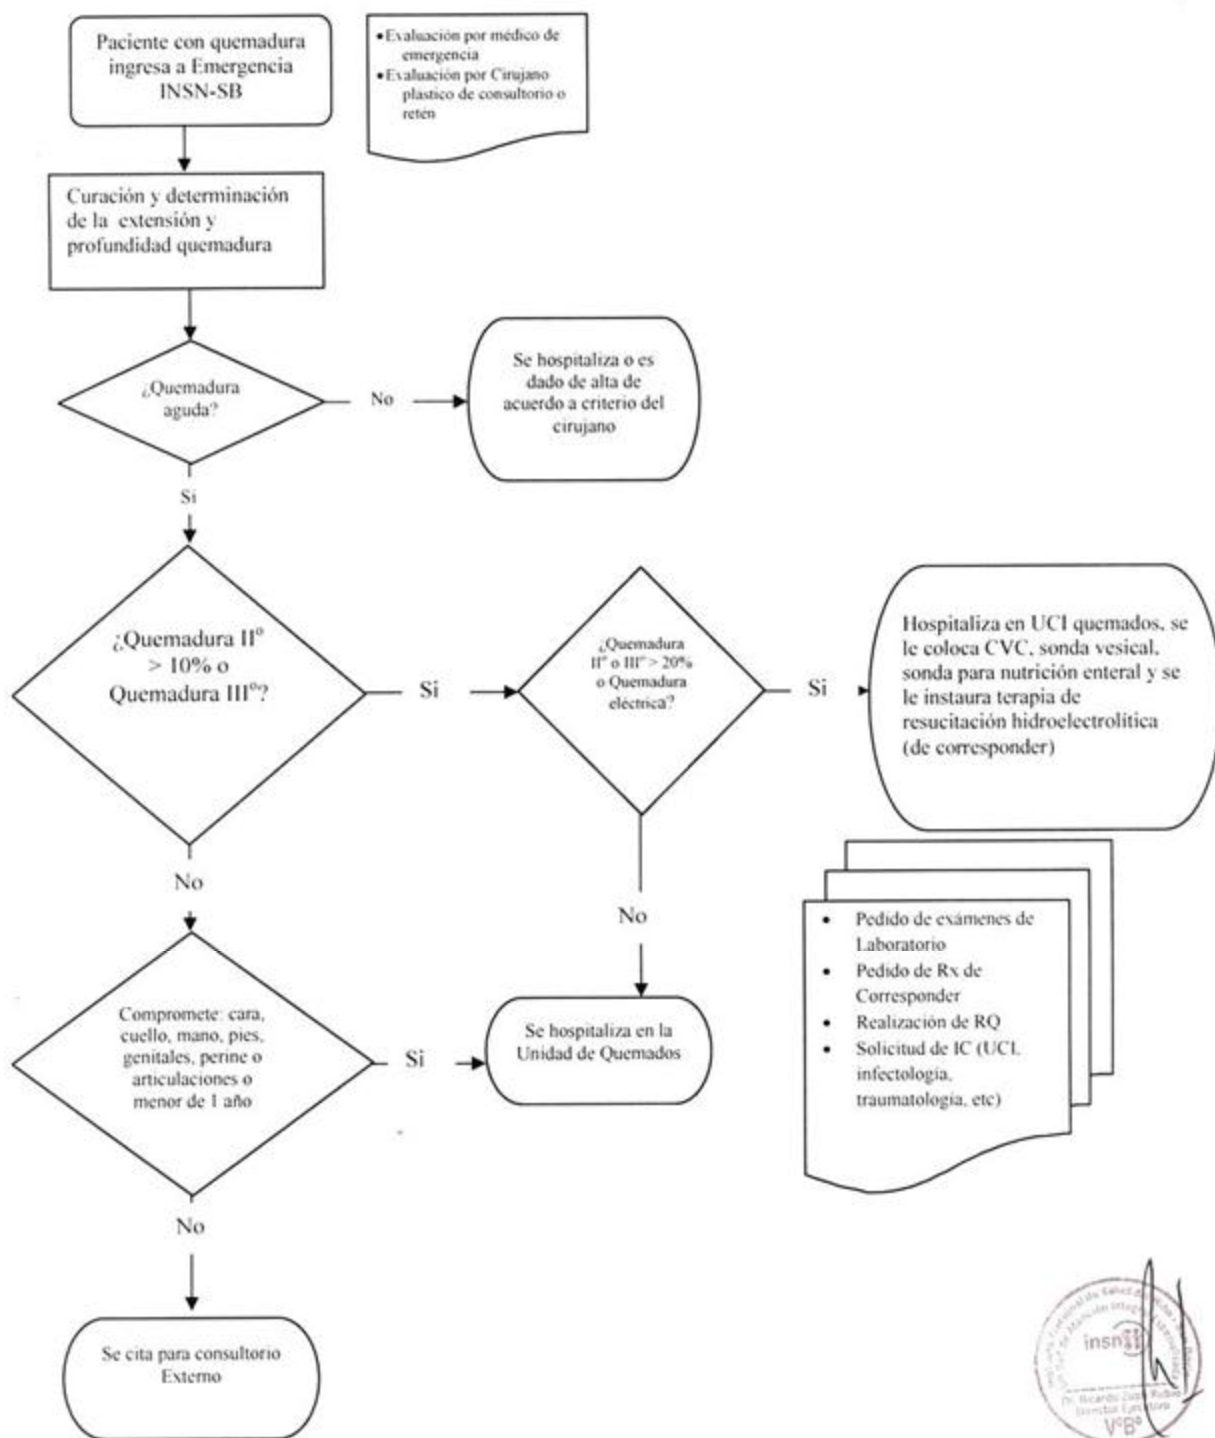 Paciente con quemadura
ingresa a Emergencia
INSN-SB
•Evaluación por médico de
emergencia
•Evaluación por Cirujano
plastico de consultorio o
retén
Curación y determinación
de la extensión y
profundidad quemadura
¿Quemadura
aguda?
No
Se hospitaliza o es
dado de alta de
acuerdo a criterio del
cirujano
Si
¿Quemadura IIº
> 10% o
Quemadura IIIº?
Si
¿Quemadura
IIº o IIIº > 20%
o Quemadura
eléctrica?
Si
Hospitaliza en UCI quemados, se
le coloca CVC, sonda vesical,
sonda para nutrición enteral y se
le instaura terapia de
resucitación hidroelectrolítica
(de corresponder)
No
No
Compromete: cara,
cuello, mano, pies,
genitales, perine o
articulaciones o
menor de 1 año
Si
Se hospitaliza en la
Unidad de Quemados
• Pedido de exámenes de
Laboratorio
• Pedido de Rx de
Corresponder
• Realización de RQ
• Solicitud de IC (UCI,
infectología,
traumatología, etc)
No
Se cita para consultorio
Externo
insn
VºBº